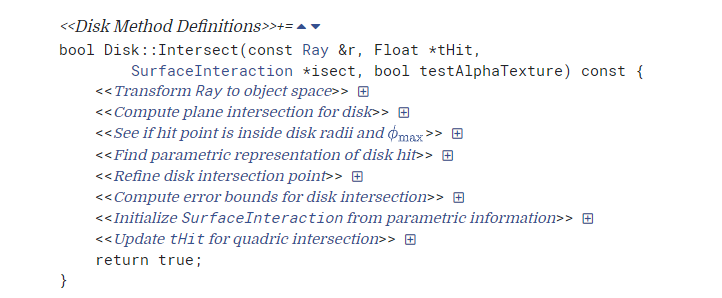 <<Disk Method Definitions>>+= ▲ ▼
bool Disk::Intersect(const Ray &r, Float *tHit,
SurfaceInteraction *isect, bool testAlphaTexture) const {
<<Transform Ray to object space>> ⊞
<<Compute plane intersection for disk>> ⊞
<<See if hit point is inside disk radii and ϕmax>> ⊞
<<Find parametric representation of disk hit>> ⊞
<<Refine disk intersection point>> ⊞
<<Compute error bounds for disk intersection>> ⊞
<<Initialize SurfaceInteraction from parametric information>> ⊞
<<Update tHit for quadric intersection>> ⊞
return true;
}